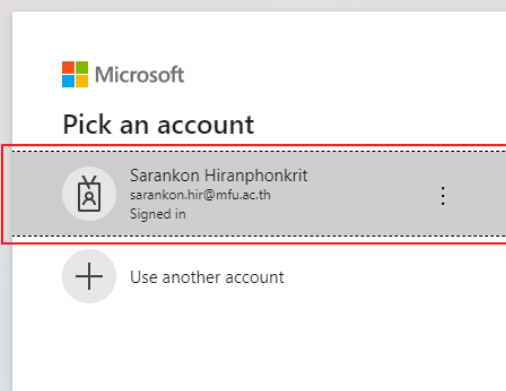 Microsoft
Pick an account
Sarankon Hiranphonkrit
sarankon.hir@mfu.ac.th
Signed in
Use another account